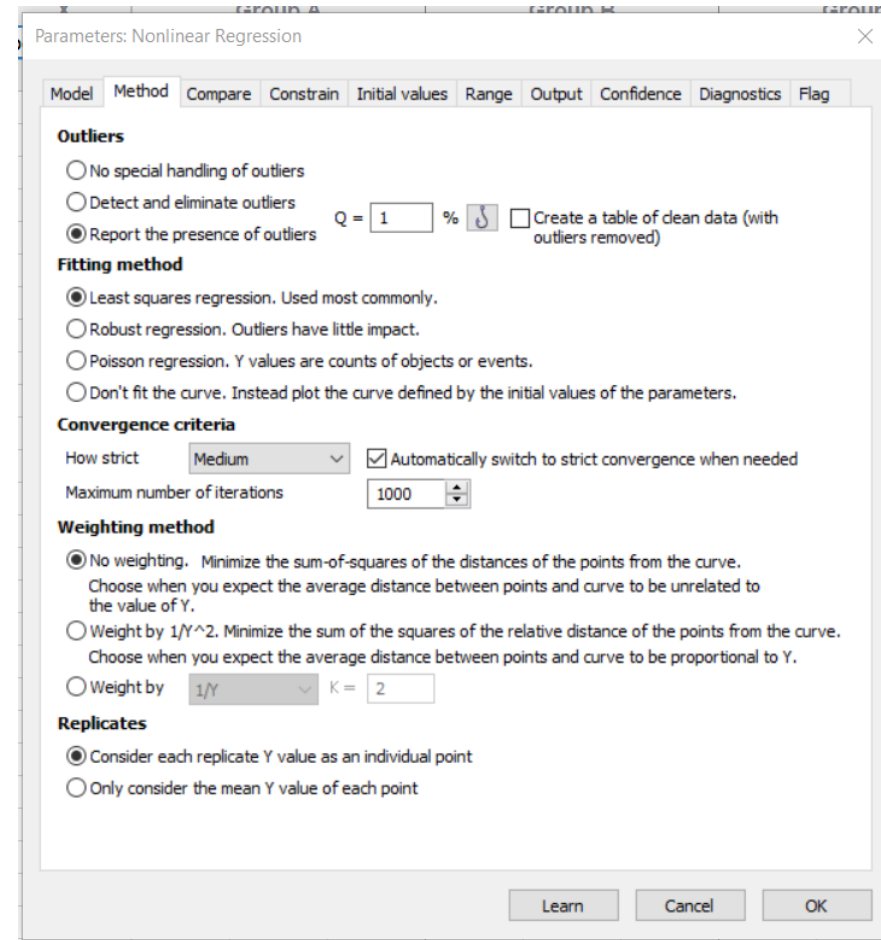 X Group A Group B Group
Parameters: Nonlinear Regression
Model Method Compare Constrain Initial values Range Output Confidence Diagnostics Flag
Outliers
No special handling of outliers
Detect and eliminate outliers
Q = 1 % Create a table of clean data (with
Report the presence of outliers outliers removed)
Fitting method
Least squares regression. Used most commonly.
Robust regression. Outliers have little impact.
Poisson regression. Y values are counts of objects or events.
Don't fit the curve. Instead plot the curve defined by the initial values of the parameters.
Convergence criteria
How strict Medium Automatically switch to strict convergence when needed
Maximum number of iterations 1000
Weighting method
No weighting. Minimize the sum-of-squares of the distances of the points from the curve.
Choose when you expect the average distance between points and curve to be unrelated to
the value of Y.
Weight by 1/Y^2. Minimize the sum of the squares of the relative distance of the points from the curve.
Choose when you expect the average distance between points and curve to be proportional to Y.
Weight by 1/Y K = 2
Replicates
Consider each replicate Y value as an individual point
Only consider the mean Y value of each point
Learn Cancel OK